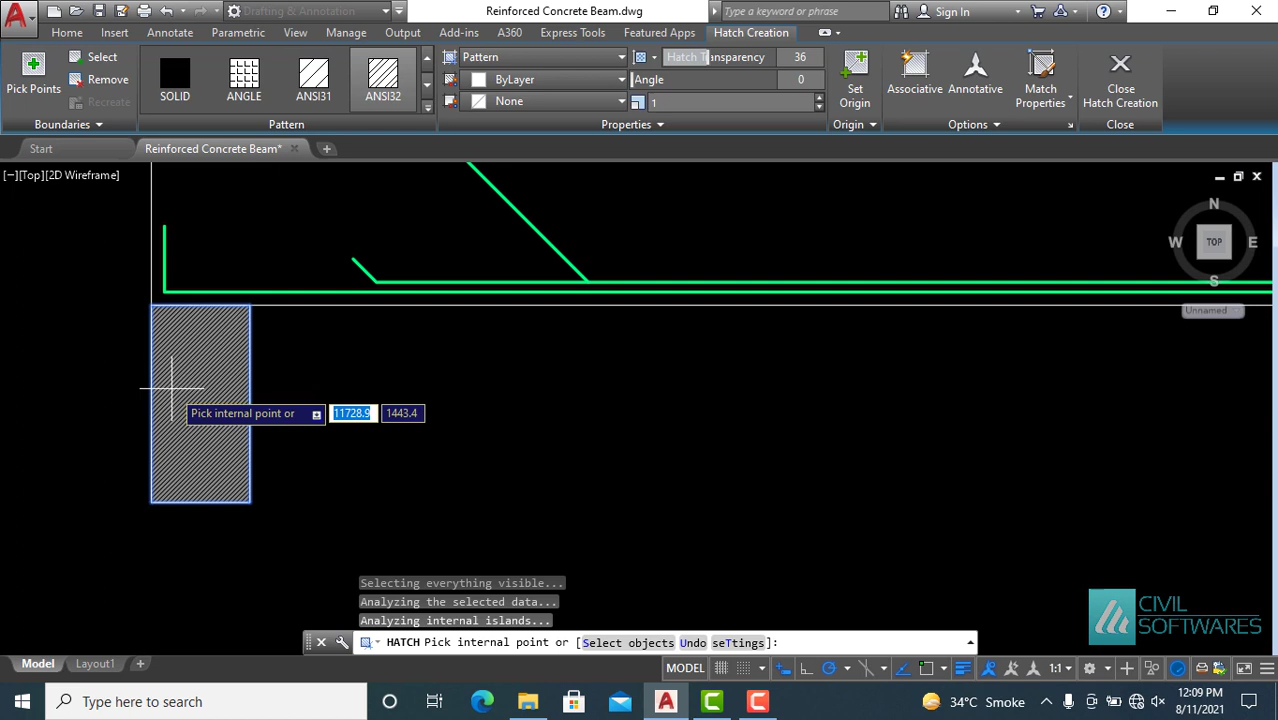 Drafting & Annotation
Reinforced Concrete Beam.dwg
Type a keyword or phrase
Sign In
Home Insert Annotate Parametric View Manage Output Add-ins A360 Express Tools Featured Apps Hatch Creation
Pick Points
Select
Remove
Recreate
Boundaries
SOLID
ANGLE
ANSI31
ANSI32
Pattern
Pattern
ByLayer
None
Hatch Transparency 36
Angle 0
1
Properties
Set
Origin
Origin
Associative
Annotative
Match
Properties
Options
Close
Hatch Creation
Close
Start
Reinforced Concrete Beam*
[−][Top][2D Wireframe]
N
W TOP E
S
Unnamed
Pick internal point or 11728.9 1443.4
Selecting everything visible...
Analyzing the selected data...
Analyzing internal islands...
HATCH Pick internal point or [Select objects Undo seTtings]:
CIVIL
SOFTWARES
Model Layout1
MODEL
1:1
Type here to search
34°C Smoke
12:09 PM
8/11/2021